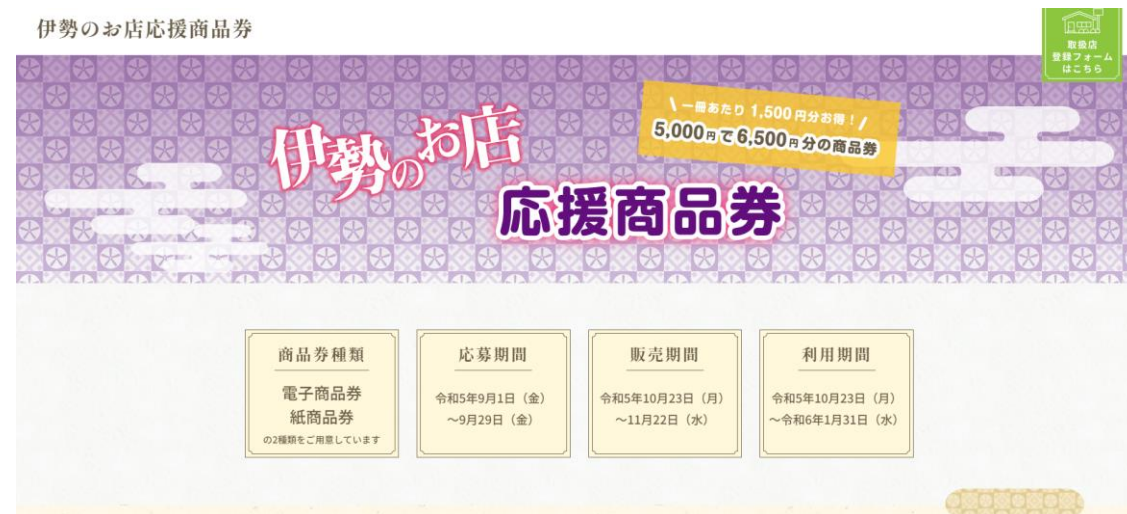 伊勢のお店応援商品券
取扱店
登録フォーム
はこちら
伊勢のお店
一冊あたり1,500円分お得!
5,000円で6,500円分の商品券
応援商品券
商品券種類
電子商品券
紙商品券
の2種類をご用意しています
応募期間
令和5年9月1日（金）
～9月29日（金）
販売期間
令和5年10月23日（月）
～11月22日（水）
利用期間
令和5年10月23日（月）
～令和6年1月31日（水）